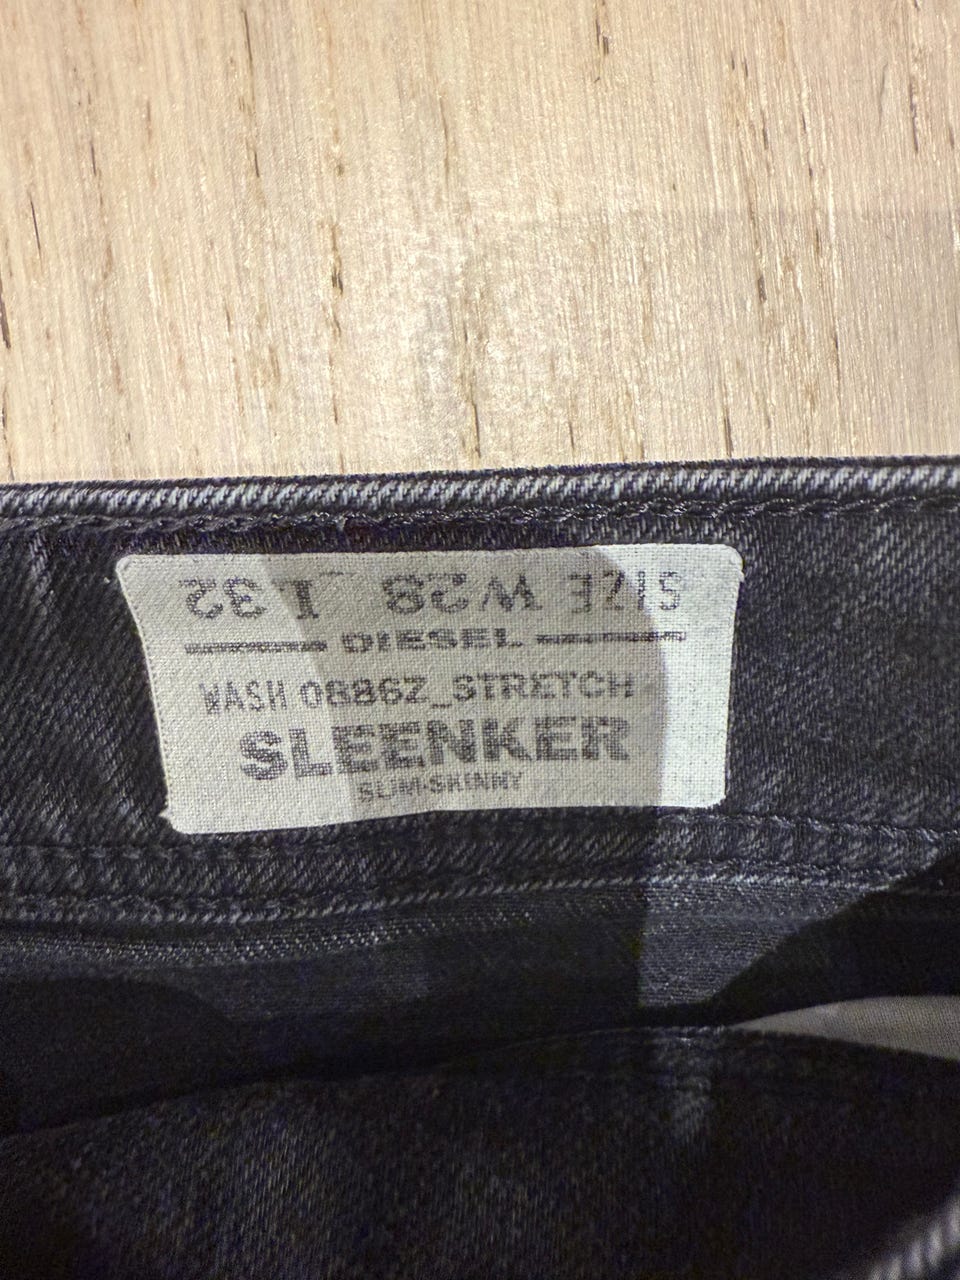 SIZE W28 L32
DIESEL
WASH 0886Z_STRETCH
SLEENKER
SLIM-SKINNY